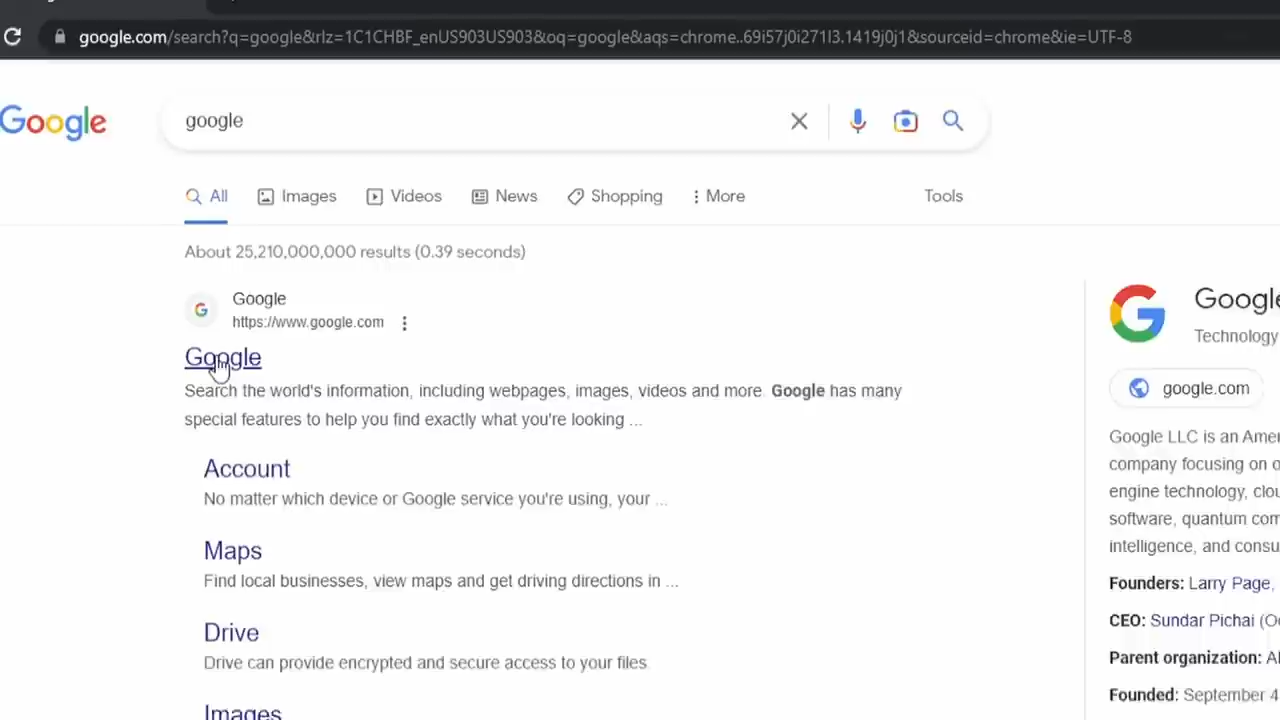 google.com/search?q=google&rlz=1C1CHBF_enUS903US903&oq=google&aqs=chrome..69i57j0i271l3.1419j0j1&sourceid=chrome&ie=UTF-8
Google
google
All Images Videos News Shopping More Tools
About 25,210,000,000 results (0.39 seconds)
Google
https://www.google.com
Google
Search the world's information, including webpages, images, videos and more. Google has many
special features to help you find exactly what you're looking ...
Account
No matter which device or Google service you're using, your ...
Maps
Find local businesses, view maps and get driving directions in ...
Drive
Drive can provide encrypted and secure access to your files
Images
Google
Technology
google.com
Google LLC is an Amer
company focusing on o
engine technology, clou
software, quantum com
intelligence, and consu
Founders: Larry Page,
CEO: Sundar Pichai (Oc
Parent organization: Al
Founded: September 4